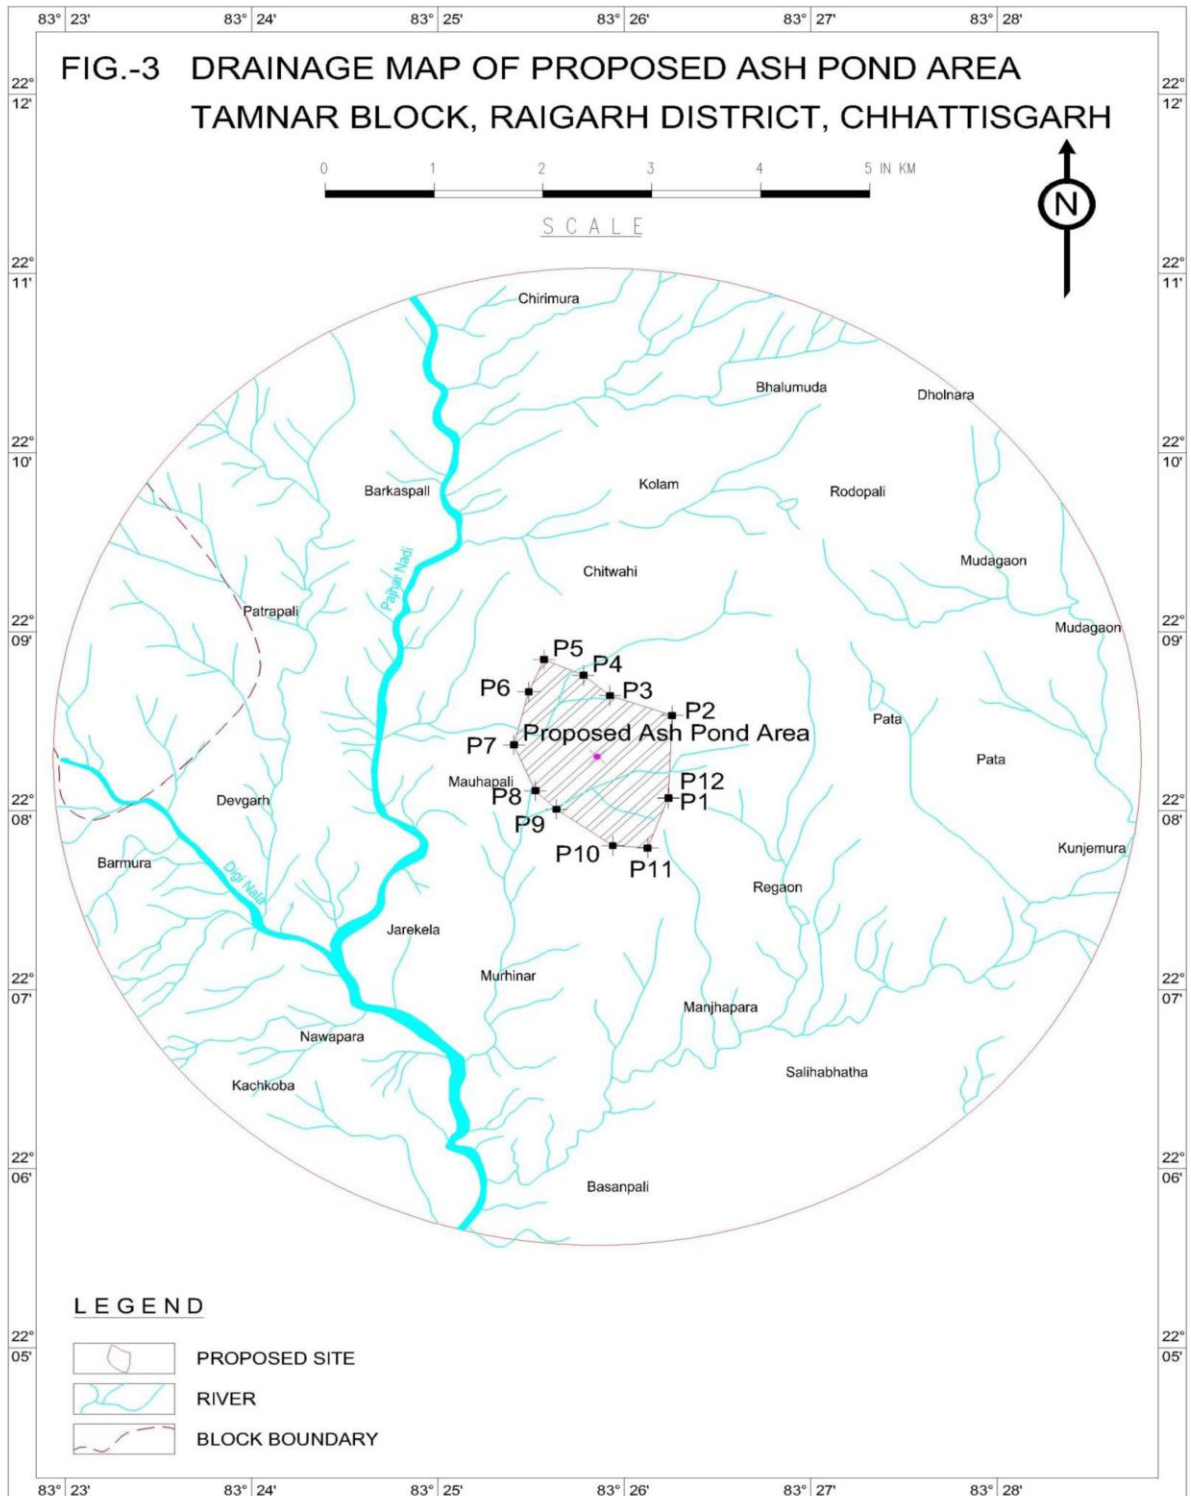 83° 23' 83° 24' 83° 25' 83° 26' 83° 27' 83° 28'
FIG.-3 DRAINAGE MAP OF PROPOSED ASH POND AREA
TAMNAR BLOCK, RAIGARH DISTRICT, CHHATTISGARH
22° 12' 22° 12'
0 1 2 3 4 5 IN KM
SCALE
N
22° 11' 22° 11'
Chirimura
Bhalumuda
Dholnara
22° 10' 22° 10'
Barkaspall
Kolam
Rodopali
Pajhar Nadi
Chitwahi
Mudagaon
Patrapali
22° 09' 22° 09'
Mudagaon
P5
P4
P6
P3
P2
Pata
P7
Proposed Ash Pond Area
Pata
Mauhapali
P12
P8
P1
Devgarh
22° 08' 22° 08'
P9
P10
P11
Kunjemura
Barmura
Digi Nala
Regaon
Jarekela
Murhinar
22° 07' 22° 07'
Manjhapara
Nawapara
Salihabhatha
Kachkoba
22° 06' 22° 06'
Basanpali
LEGEND
22° 05' 22° 05'
PROPOSED SITE
RIVER
BLOCK BOUNDARY
83° 23' 83° 24' 83° 25' 83° 26' 83° 27' 83° 28'